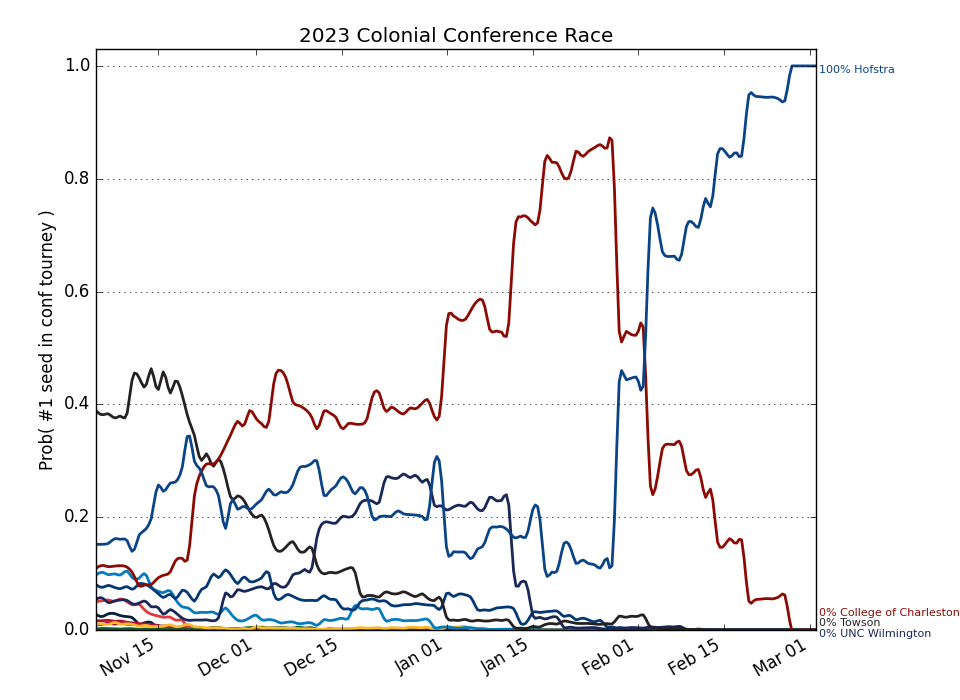 2023 Colonial Conference Race
Prob( #1 seed in conf tourney )
1.0
0.8
0.6
0.4
0.2
0.0
Nov 15
Dec 01
Dec 15
Jan 01
Jan 15
Feb 01
Feb 15
Mar 01
100% Hofstra
0% College of Charleston
0% Towson
0% UNC Wilmington